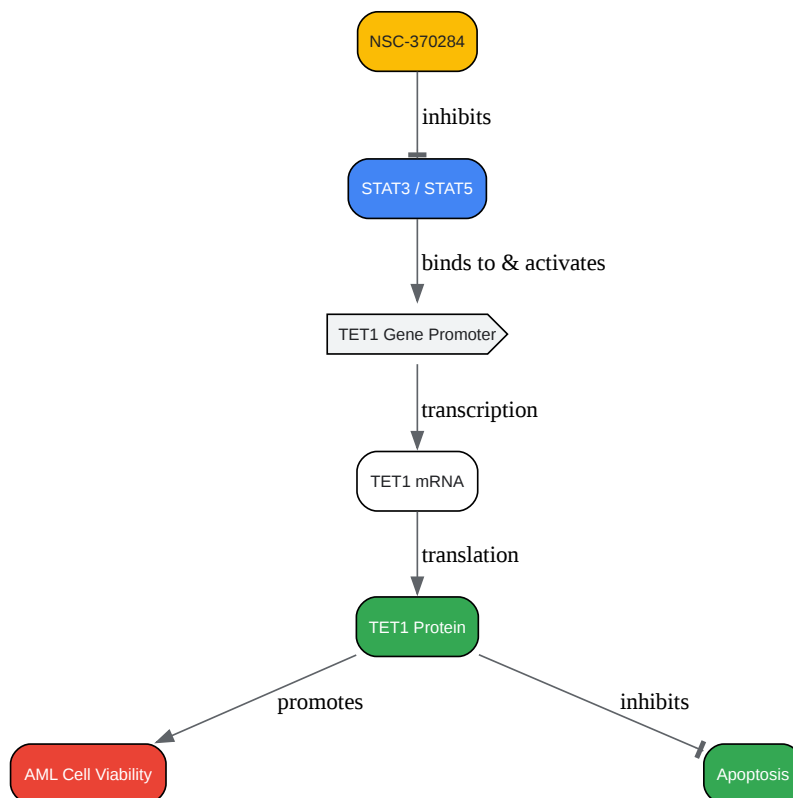 NSC-370284
inhibits
STAT3 / STAT5
binds to & activates
TET1 Gene Promoter
transcription
TET1 mRNA
translation
TET1 Protein
promotes
inhibits
AML Cell Viability
Apoptosis